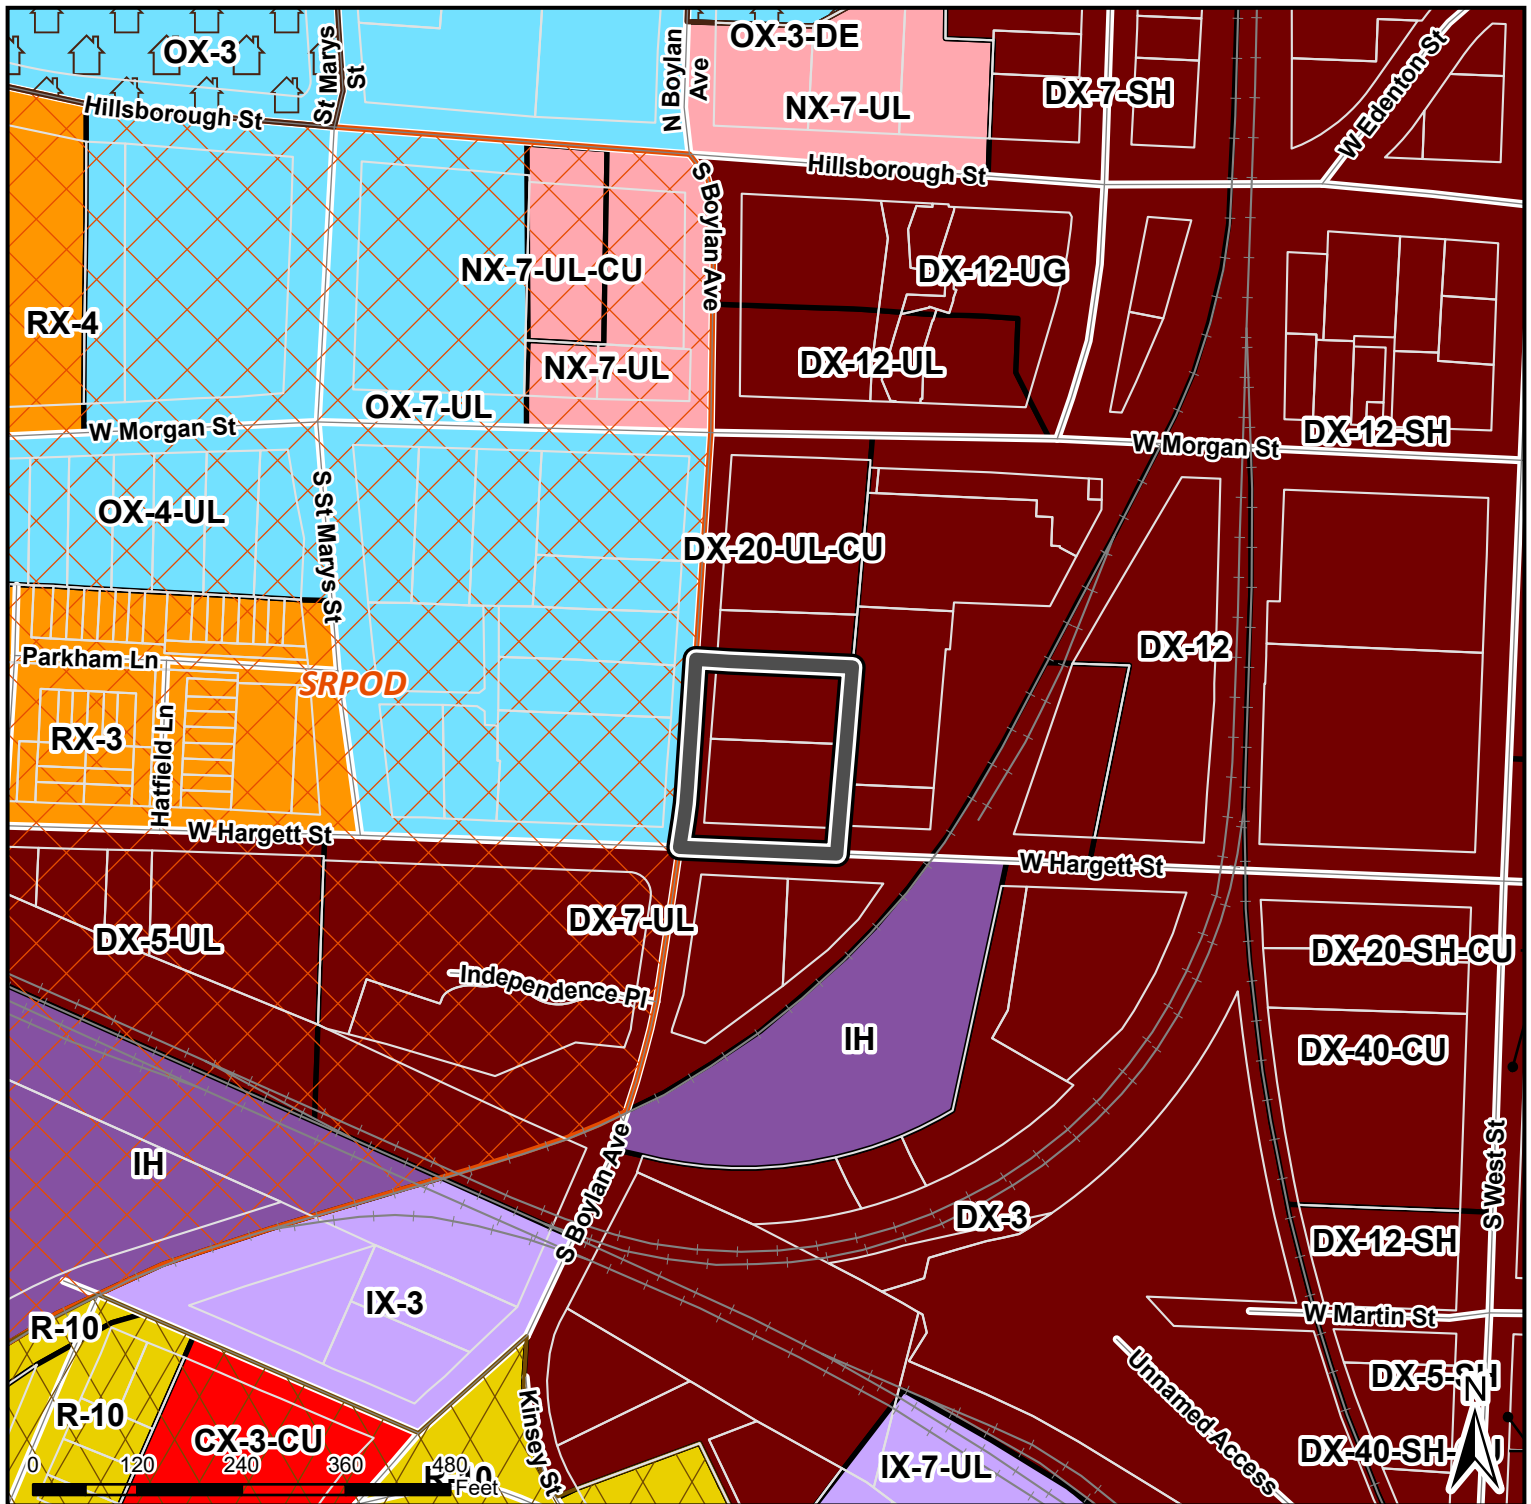 OX-3
St Marys
St
N Boylan
Ave
OX-3-DE
NX-7-UL
DX-7-SH
W Edenton St
Hillsborough St
Hillsborough St
S Boylan Ave
RX-4
NX-7-UL-CU
DX-12-UG
NX-7-UL
DX-12-UL
OX-7-UL
W Morgan St
W Morgan St
DX-12-SH
OX-4-UL
S St Marys St
DX-20-UL-CU
Parkham Ln
SRPOD
DX-12
RX-3
Hatfield Ln
W Hargett St
W Hargett St
DX-5-UL
DX-7-UL
Independence Pl
DX-20-SH-CU
IH
DX-40-CU
IH
S Boylan Ave
S West St
DX-3
DX-12-SH
IX-3
W Martin St
R-10
R-10
CX-3-CU
Kinsey St
Unnamed Access
DX-5-SH
N
IX-7-UL
0 120 240 360 480
Feet